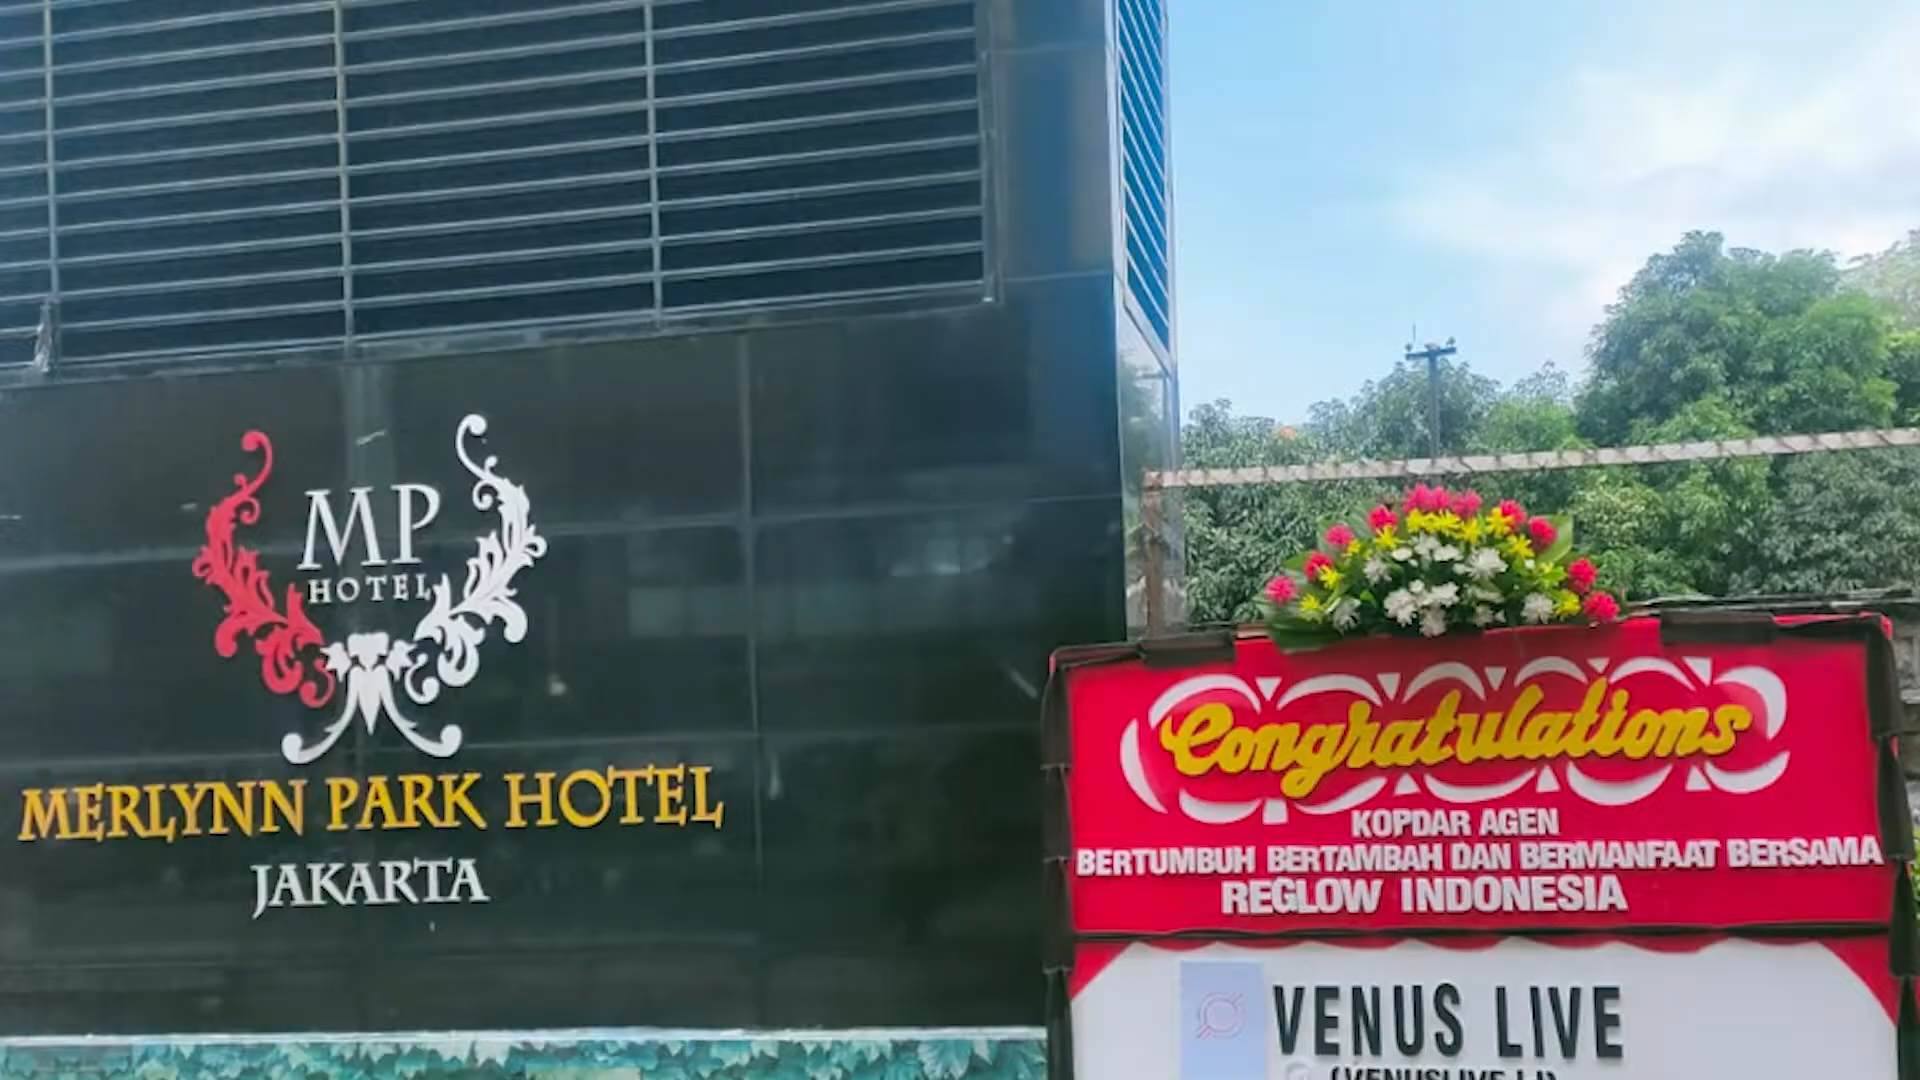 MP
HOTEL
MERLYNN PARK HOTEL
JAKARTA
Congratulations
KOPDAR AGEN
BERTUMBUH BERTAMBAH DAN BERMANFAAT BERSAMA
REGLOW INDONESIA
VENUS LIVE